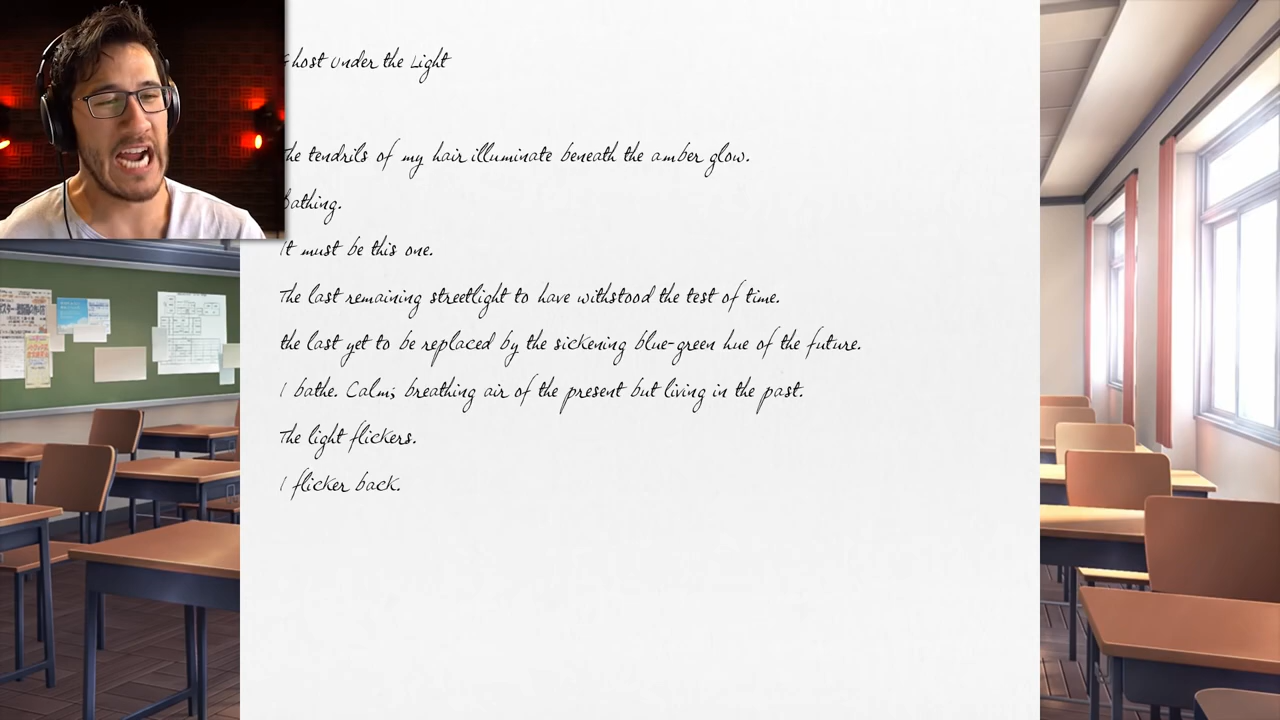 Ghost Under the Light
The tendrils of my hair illuminate beneath the amber glow.
Bathing.
It must be this one.
The last remaining streetlight to have withstood the test of time.
the last yet to be replaced by the sickening blue-green hue of the future.
I bathe. Calm; breathing air of the present but living in the past.
The light flickers.
I flicker back.